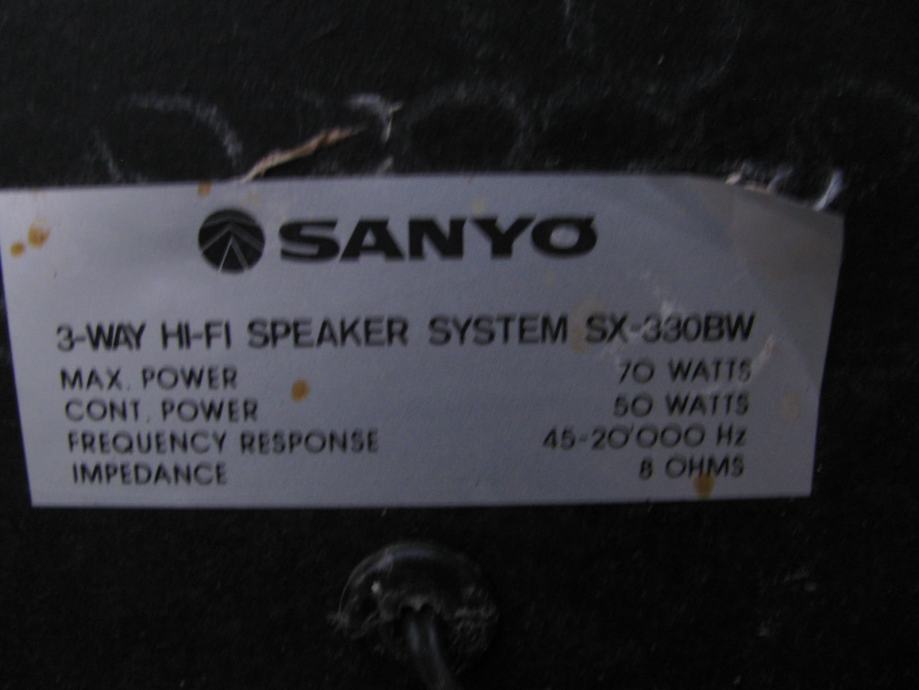 SANYO
3-WAY HI-FI SPEAKER SYSTEM SX-330BW
MAX. POWER 70 WATTS
CONT. POWER 50 WATTS
FREQUENCY RESPONSE 45-20'000 Hz
IMPEDANCE 8 OHMS